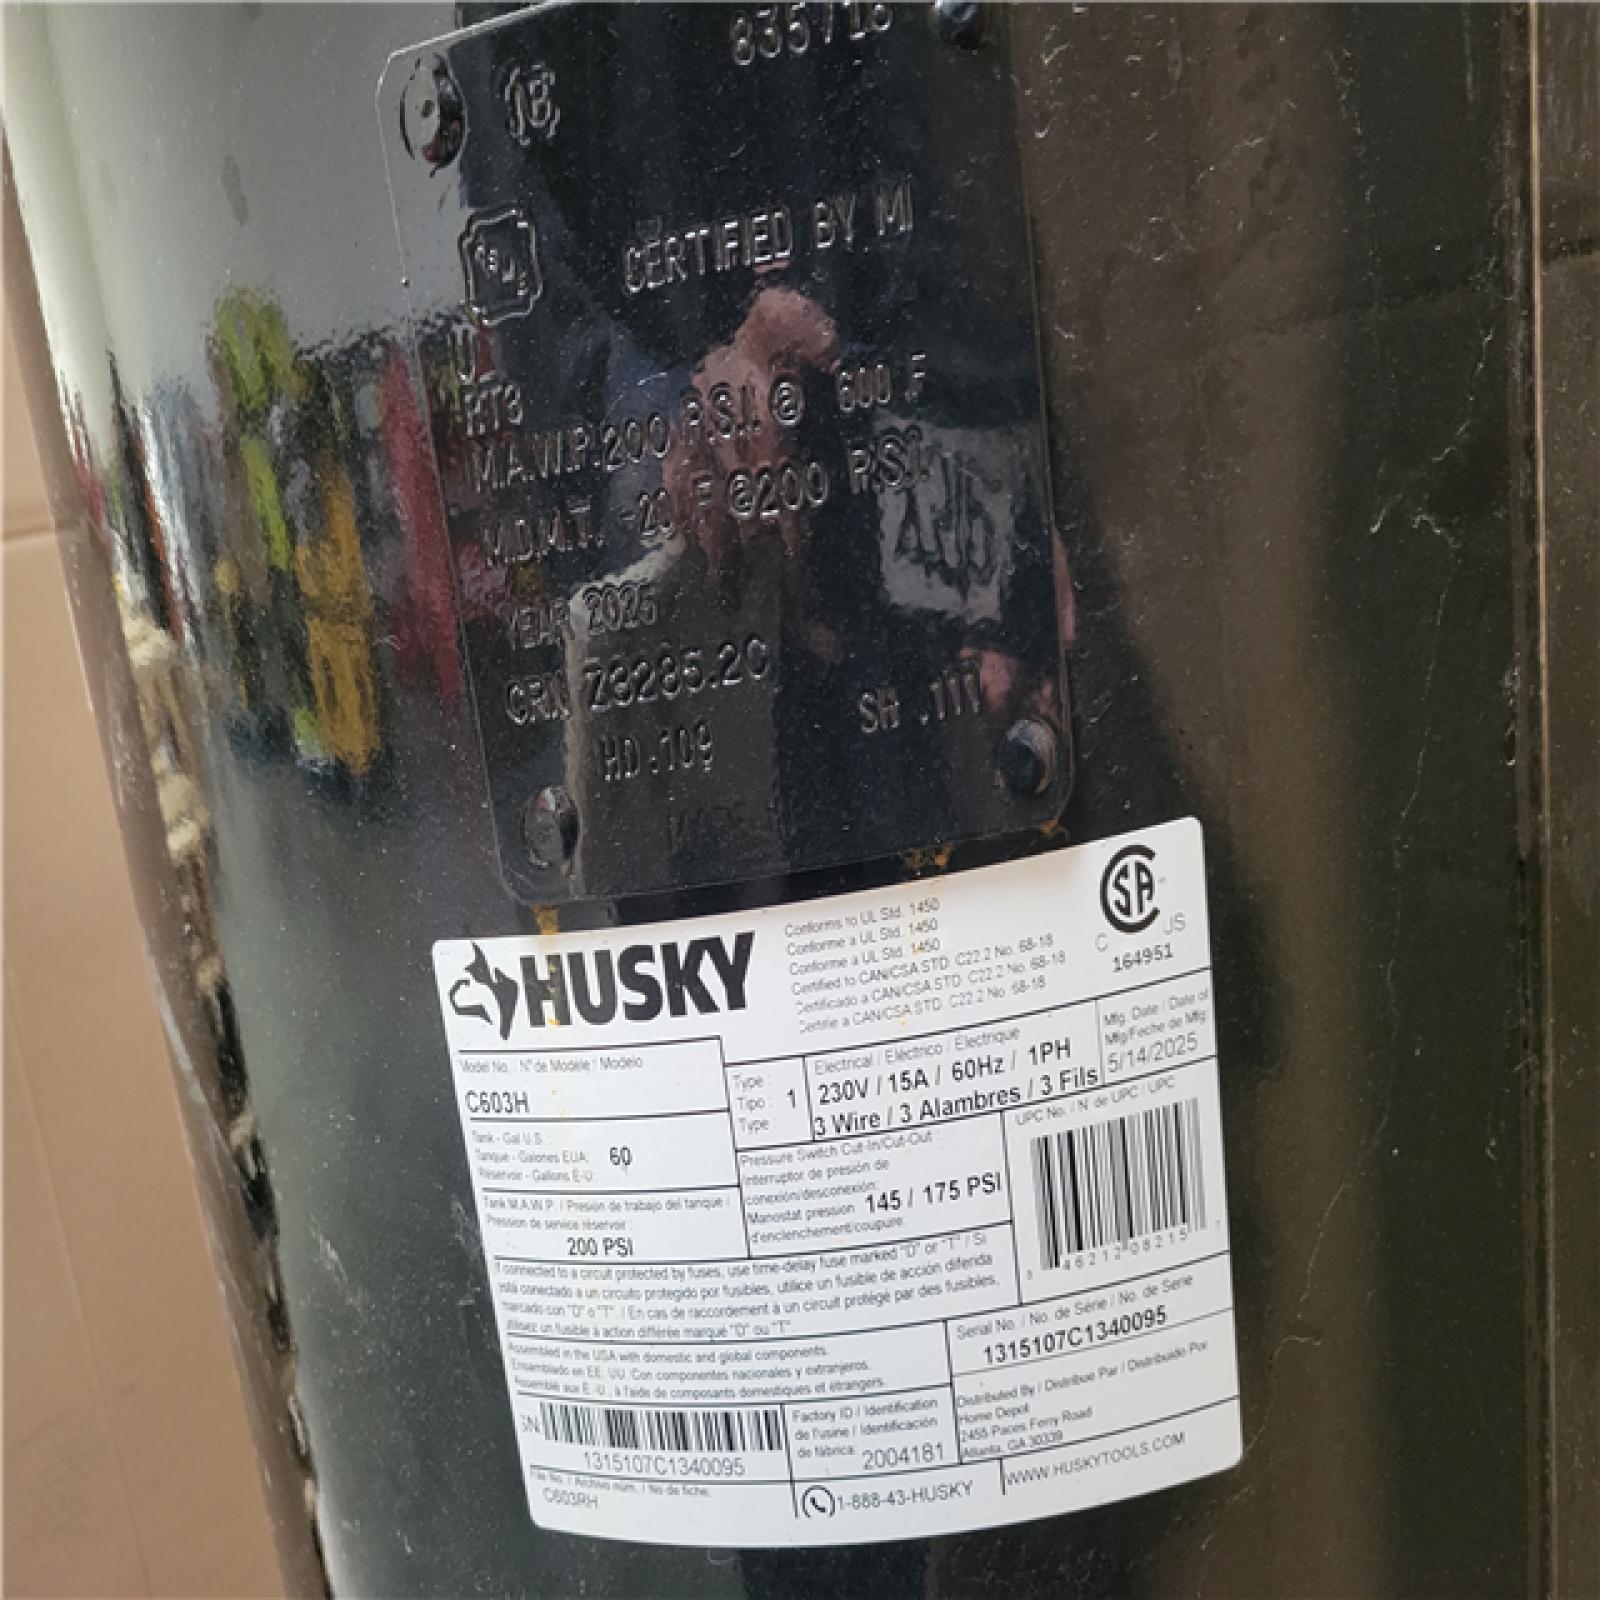 835718
CERTIFIED BY MI
U
RT3
M.A.W.P. 200 P.S.I. @ 600 F
M.D.M.T. -20 F @200 P.S.I.
YEAR 2025
CRN Z3285.2C
HD .109 SH .111
HUSKY
Conforms to UL Std. 1450
Conforme a UL Std. 1450
Conforme à UL Std. 1450
Certified to CAN/CSA STD. C22.2 No. 68-18
Certificado a CAN/CSA STD. C22.2 No. 68-18
Certifié a CAN/CSA STD. C22.2 No. 68-18
CSA
C US
164951
Model No. : N° de Modèle / Modelo
C603H
Type : Tipo : Type : 1
Electrical / Eléctrico / Électrique
230V / 15A / 60Hz / 1PH
3 Wire / 3 Alambres / 3 Fils
Mfg. Date / Date of
Mfg/Feche de Mfg:
5/14/2025
Tank - Gal U.S. :
Tanque - Galones EUA:
Réservoir - Gallons É-U:
60
Pressure Switch Cut-In/Cut-Out :
Interruptor de presión de
conexión/desconexión:
Manostat pression
d'enclenchement/coupure:
145 / 175 PSI
UPC No. / N° de UPC / UPC
0 46212 08215 7
Tank M.A.W.P. / Presion de trabajo del tanque /
Pression de service réservoir :
200 PSI
If connected to a circuit protected by fuses, use time-delay fuse marked "D" or "T" / Si
está conectado a un circuito protegido por fusibles, utilice un fusible de acción diferida
marcado con "D" o "T". / En cas de raccordement à un circuit protégé par des fusibles,
utilisez un fusible à action différée marqué "D" ou "T".
Serial No. / No. de Série / No. de Serie
1315107C1340095
Assembled in the USA with domestic and global components.
Ensamblado en EE. UU. Con componentes nacionales y extranjeros.
Assemblé aux É.-U., à l'aide de composants domestiques et étrangers.
Distributed By / Distribue Par / Distribuido Por
Home Depot
2455 Paces Ferry Road
Atlanta, GA 30339
S/N
1315107C1340095
Factory ID / Identification
de l'usine / Identificación
de fábrica: 2004181
File No. / Archivo núm. / No de fiche:
C603RH
1-888-43-HUSKY
WWW.HUSKYTOOLS.COM